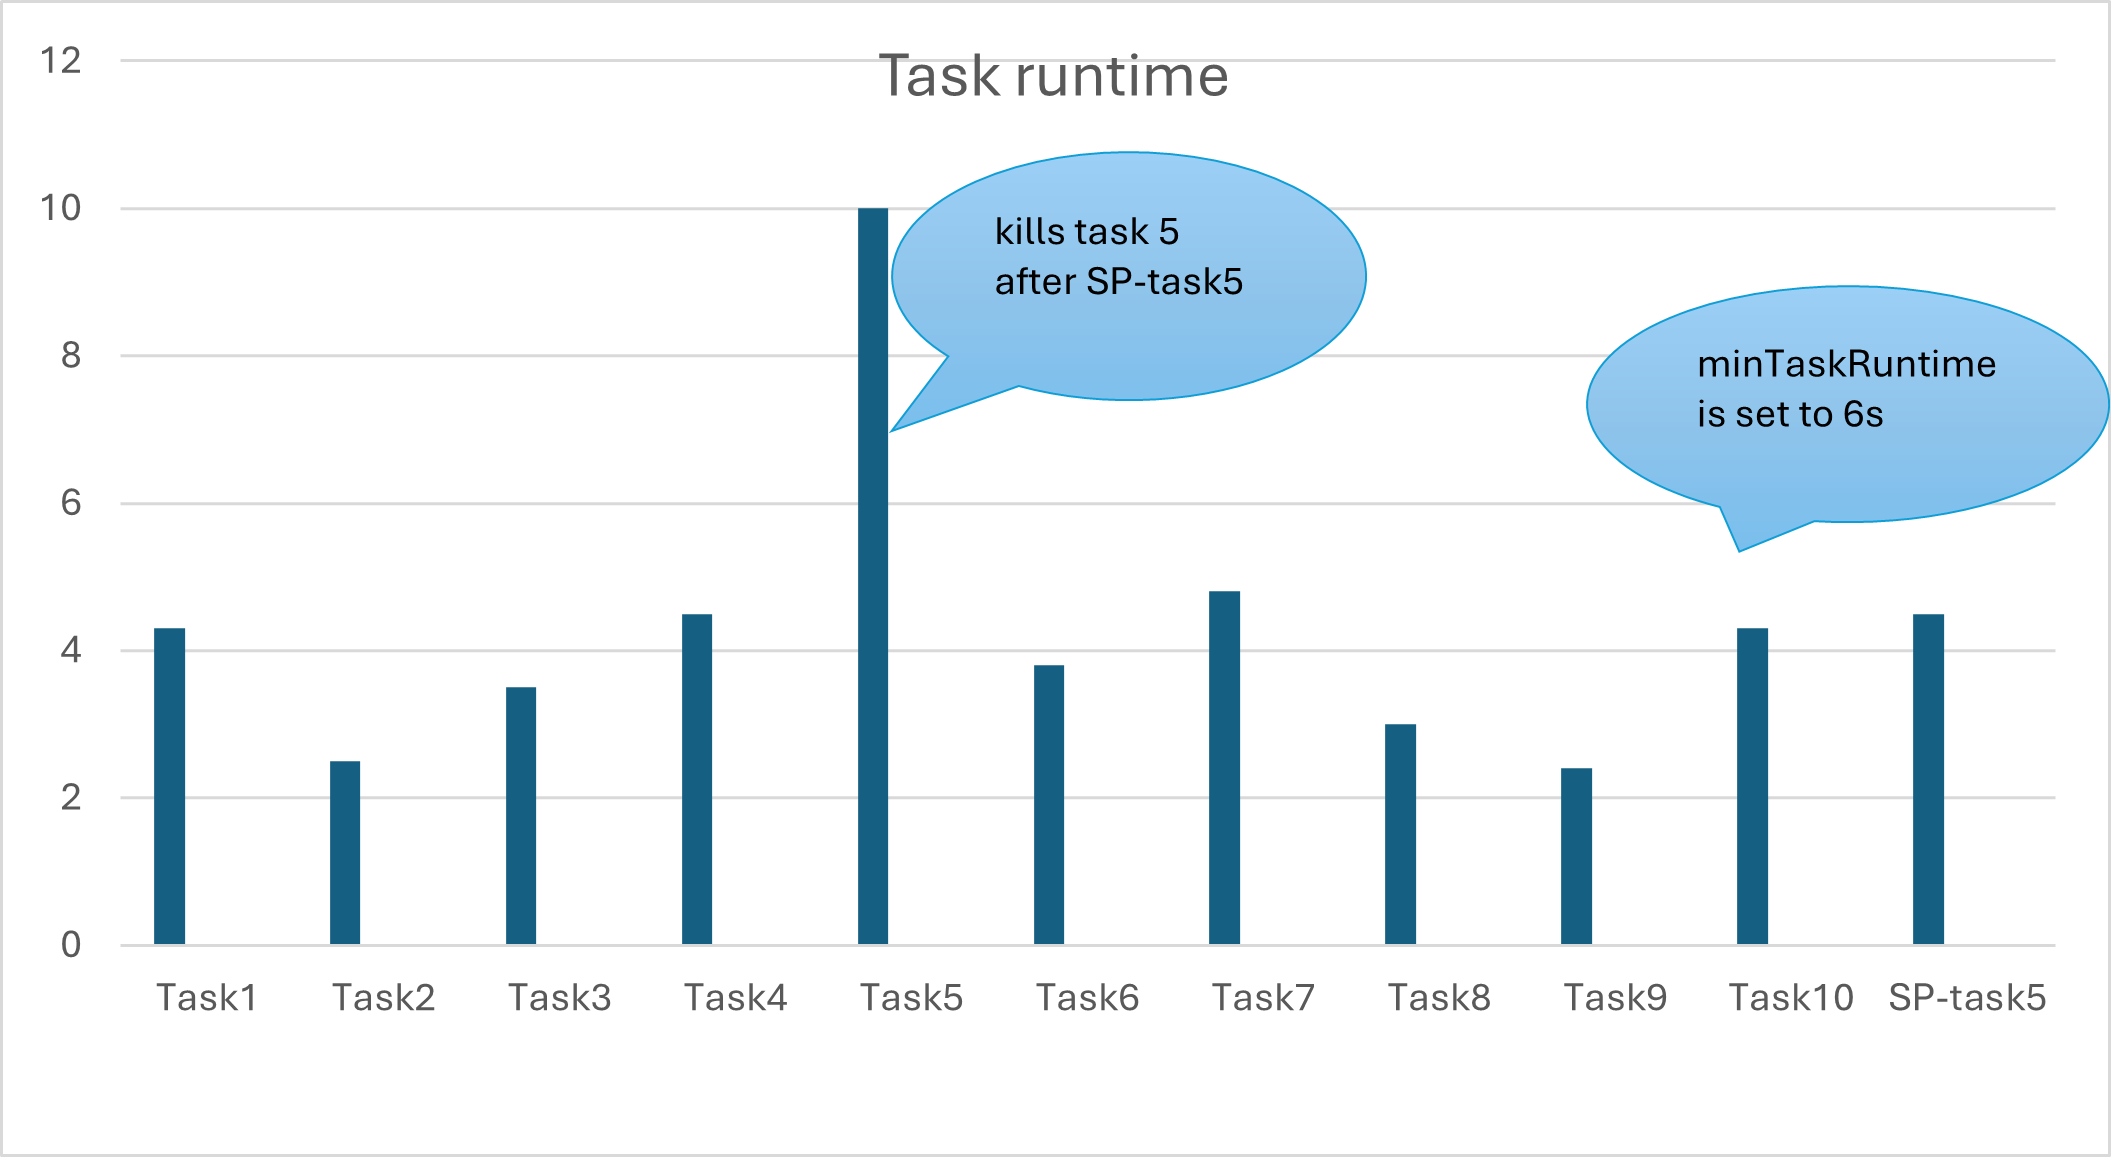 Task runtime
12
10
8
6
4
2
0
kills task 5
after SP-task5
minTaskRuntime
is set to 6s
Task1 Task2 Task3 Task4 Task5 Task6 Task7 Task8 Task9 Task10 SP-task5